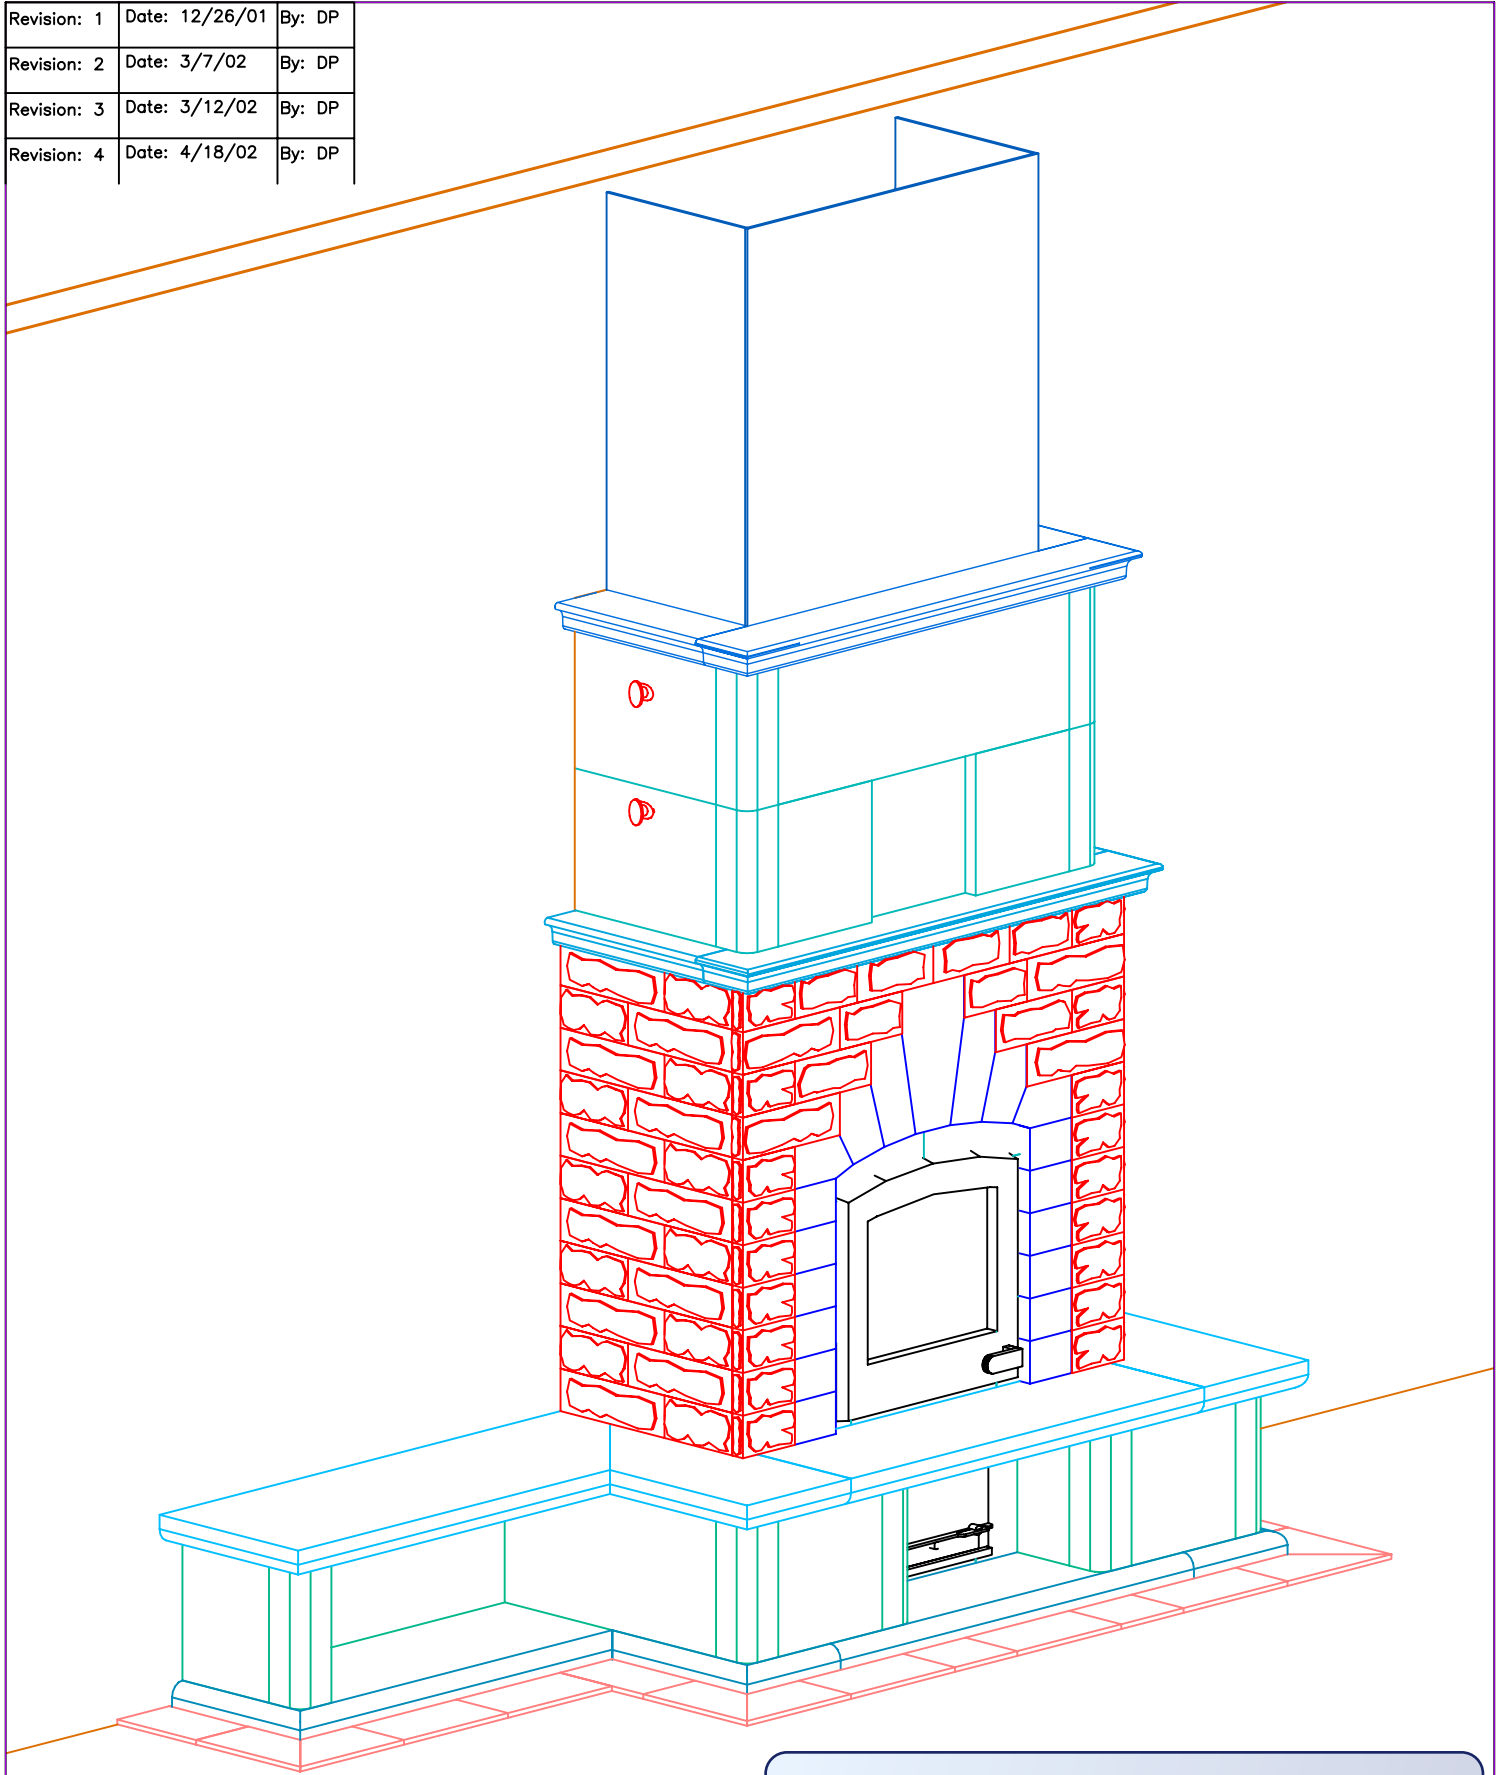 Revision: 1 Date: 12/26/01 By: DP
Revision: 2 Date: 3/7/02 By: DP
Revision: 3 Date: 3/12/02 By: DP
Revision: 4 Date: 4/18/02 By: DP